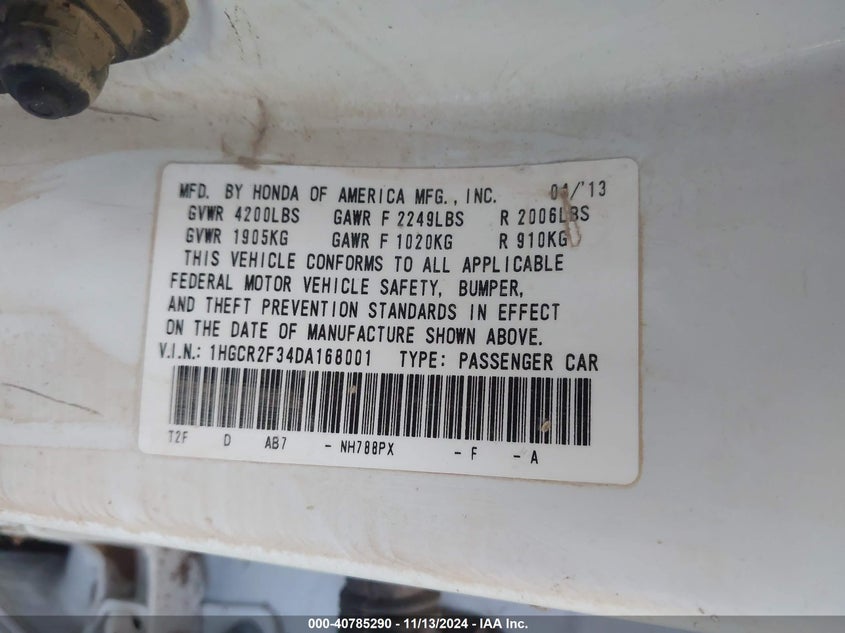 MFD. BY HONDA OF AMERICA MFG., INC. 04/'13
GVWR 4200LBS GAWR F 2249LBS R 2006LBS
GVWR 1905KG GAWR F 1020KG R 910KG
THIS VEHICLE CONFORMS TO ALL APPLICABLE
FEDERAL MOTOR VEHICLE SAFETY, BUMPER,
AND THEFT PREVENTION STANDARDS IN EFFECT
ON THE DATE OF MANUFACTURE SHOWN ABOVE.
V.I.N.: 1HGCR2F34DA168001 TYPE: PASSENGER CAR
T2F D AB7 - NH788PX - F - A
000-40785290 - 11/13/2024 - IAA Inc.